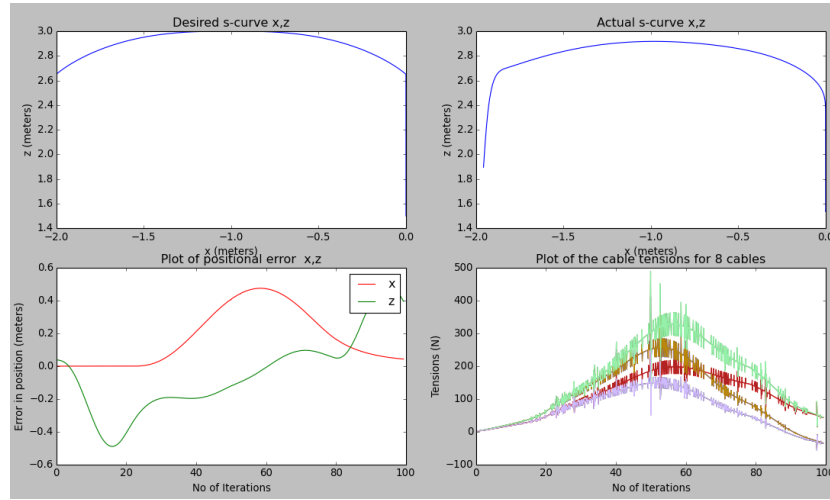 Desired s-curve x,z
3.0
2.8
2.6
2.4
2.2
2.0
1.8
1.6
1.4
z (meters)
-2.0 -1.5 -1.0 -0.5 0.0
x (meters)
Actual s-curve x,z
3.0
2.8
2.6
2.4
2.2
2.0
1.8
1.6
1.4
z (meters)
-2.0 -1.5 -1.0 -0.5 0.0
x (meters)
Plot of positional error x,z
0.6
0.4
0.2
0.0
-0.2
-0.4
-0.6
Error in position (meters)
x
z
0 20 40 60 80 100
No of Iterations
Plot of the cable tensions for 8 cables
500
400
300
200
100
0
-100
Tensions (N)
0 20 40 60 80 100
No of Iterations